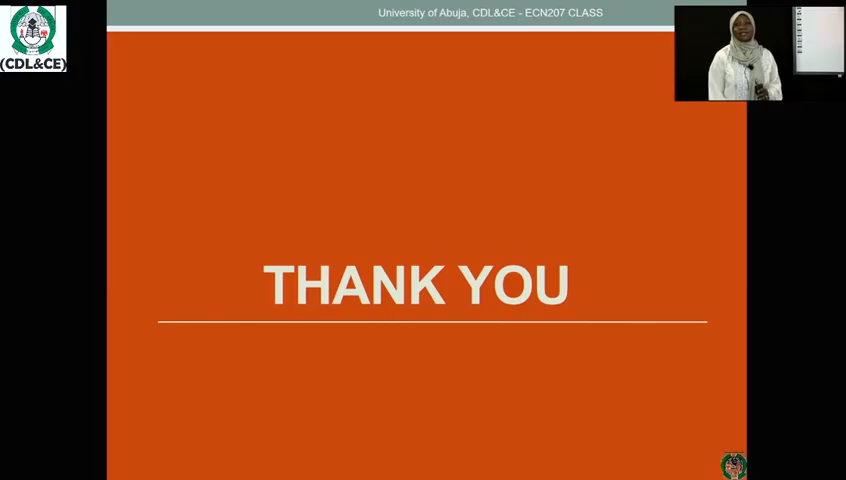 University of Abuja, CDL&CE - ECN207 CLASS
(CDL&CE)
THANK YOU